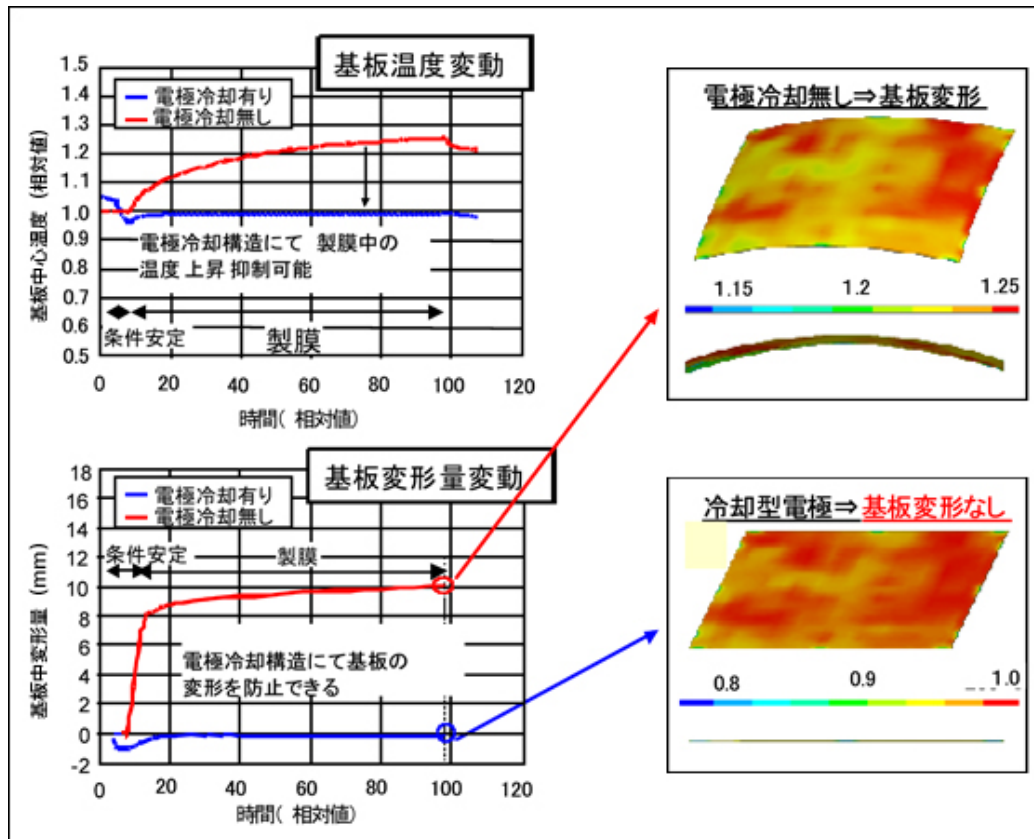 基板温度変動
1.5
1.4
1.3
1.2
1.1
1.0
0.9
0.8
0.7
0.6
0.5
基板中心温度 (相対値)
電極冷却有り
電極冷却無し
電極冷却構造にて 製膜中の
温度 上昇 抑制可能
条件安定
製膜
0 20 40 60 80 100 120
時間( 相対値)
基板変形量変動
18
16
14
12
10
8
6
4
2
0
-2
基板中変形量 (mm)
電極冷却有り
電極冷却無し
条件安定
製膜
電極冷却構造にて基板の
変形を防止できる
0 20 40 60 80 100 120
時間( 相対値)
電極冷却無し⇒基板変形
1.15 1.2 1.25
冷却型電極⇒基板変形なし
0.8 0.9 1.0